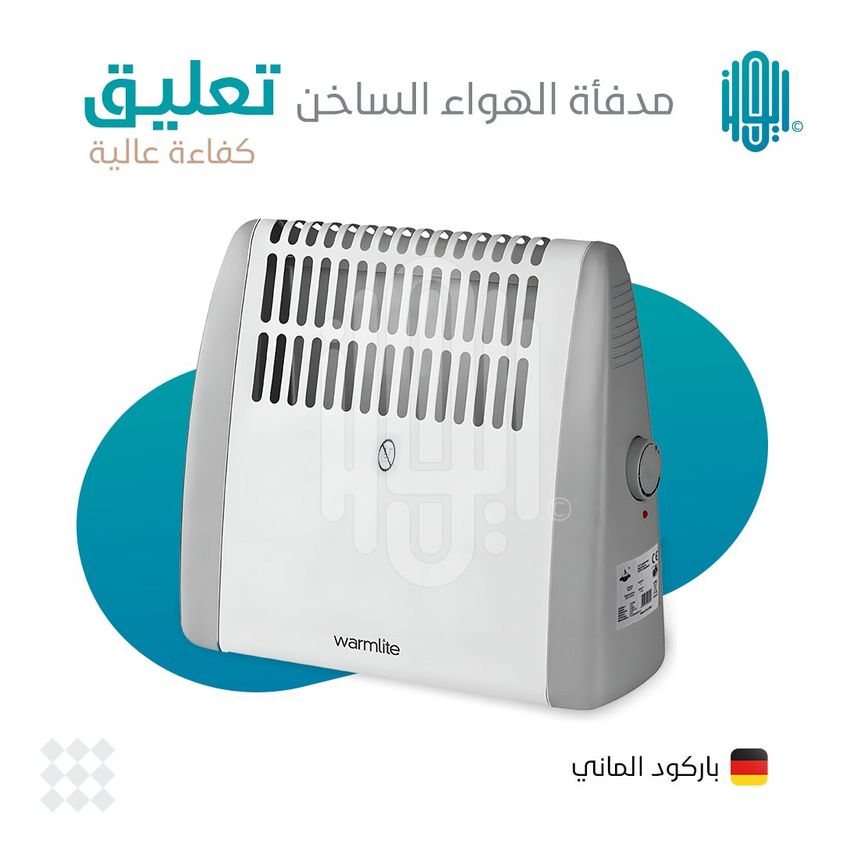 مدفأة الهواء الساخن تعليق
كفاءة عالية
warmlite
باركود الماني